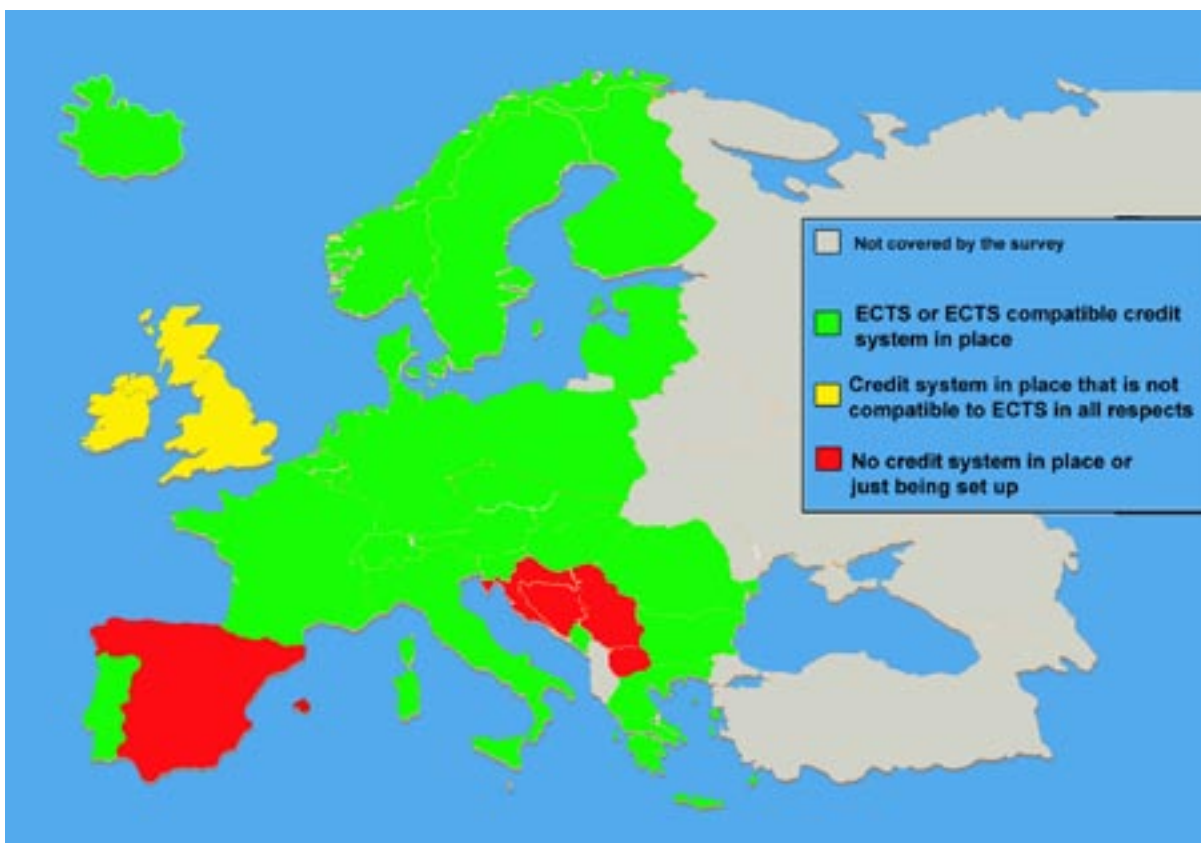 Not covered by the survey
ECTS or ECTS compatible credit
system in place
Credit system in place that is not
compatible to ECTS in all respects
No credit system in place or
just being set up